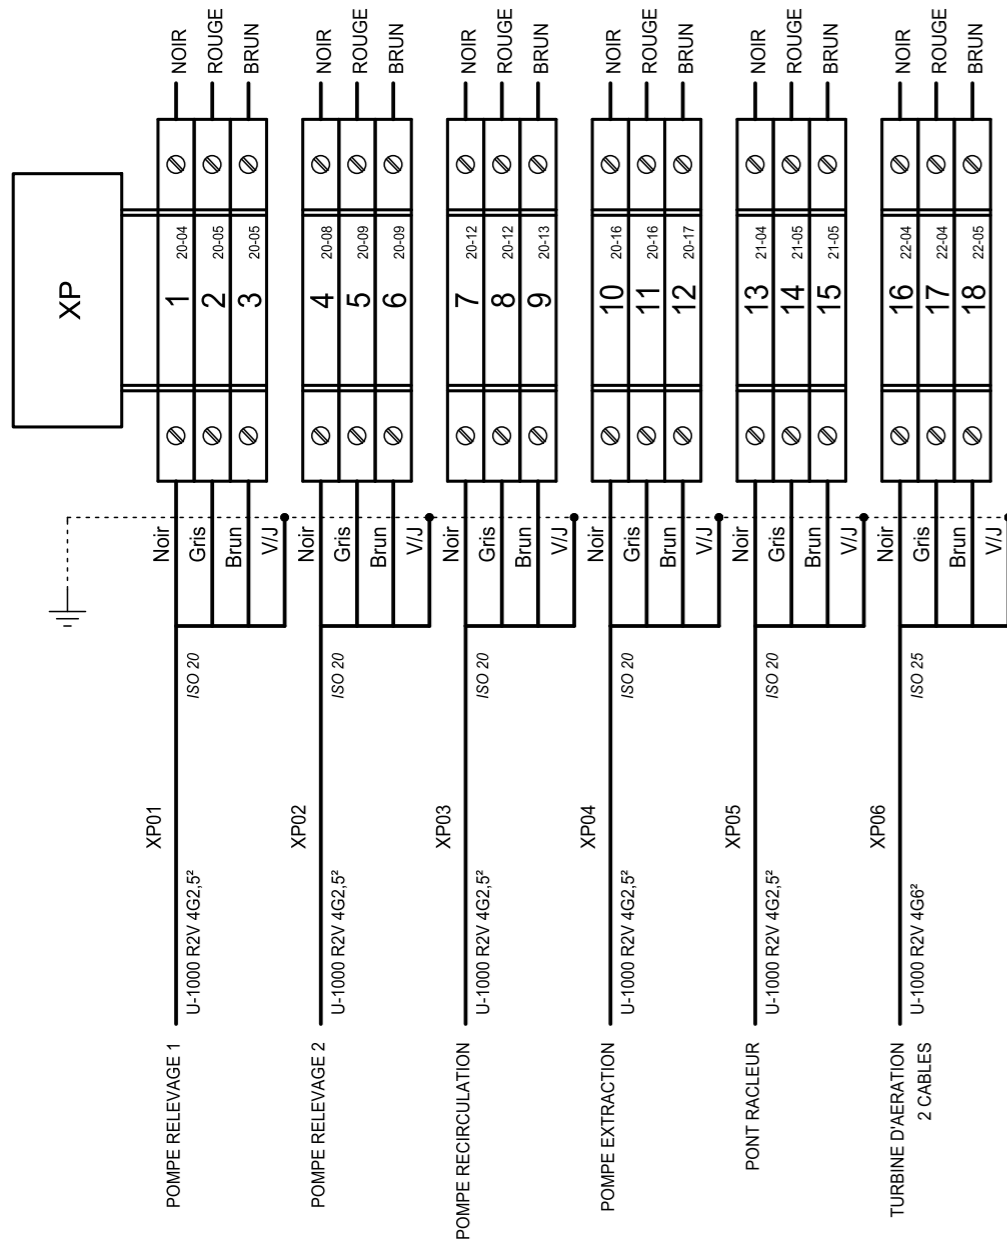 XP
NOIR
ROUGE
BRUN
1 20-04
2 20-05
3 20-05
Noir
Gris
Brun
V/J
ISO 20
XP01
U-1000 R2V 4G2,5²
POMPE RELEVAGE 1
NOIR
ROUGE
BRUN
4 20-08
5 20-09
6 20-09
Noir
Gris
Brun
V/J
ISO 20
XP02
U-1000 R2V 4G2,5²
POMPE RELEVAGE 2
NOIR
ROUGE
BRUN
7 20-12
8 20-12
9 20-13
Noir
Gris
Brun
V/J
ISO 20
XP03
U-1000 R2V 4G2,5²
POMPE RECIRCULATION
NOIR
ROUGE
BRUN
10 20-16
11 20-16
12 20-17
Noir
Gris
Brun
V/J
ISO 20
XP04
U-1000 R2V 4G2,5²
POMPE EXTRACTION
NOIR
ROUGE
BRUN
13 21-04
14 21-05
15 21-05
Noir
Gris
Brun
V/J
ISO 20
XP05
U-1000 R2V 4G2,5²
PONT RACLEUR
NOIR
ROUGE
BRUN
16 22-04
17 22-04
18 22-05
Noir
Gris
Brun
V/J
ISO 25
XP06
U-1000 R2V 4G6²
TURBINE D'AERATION
2 CABLES